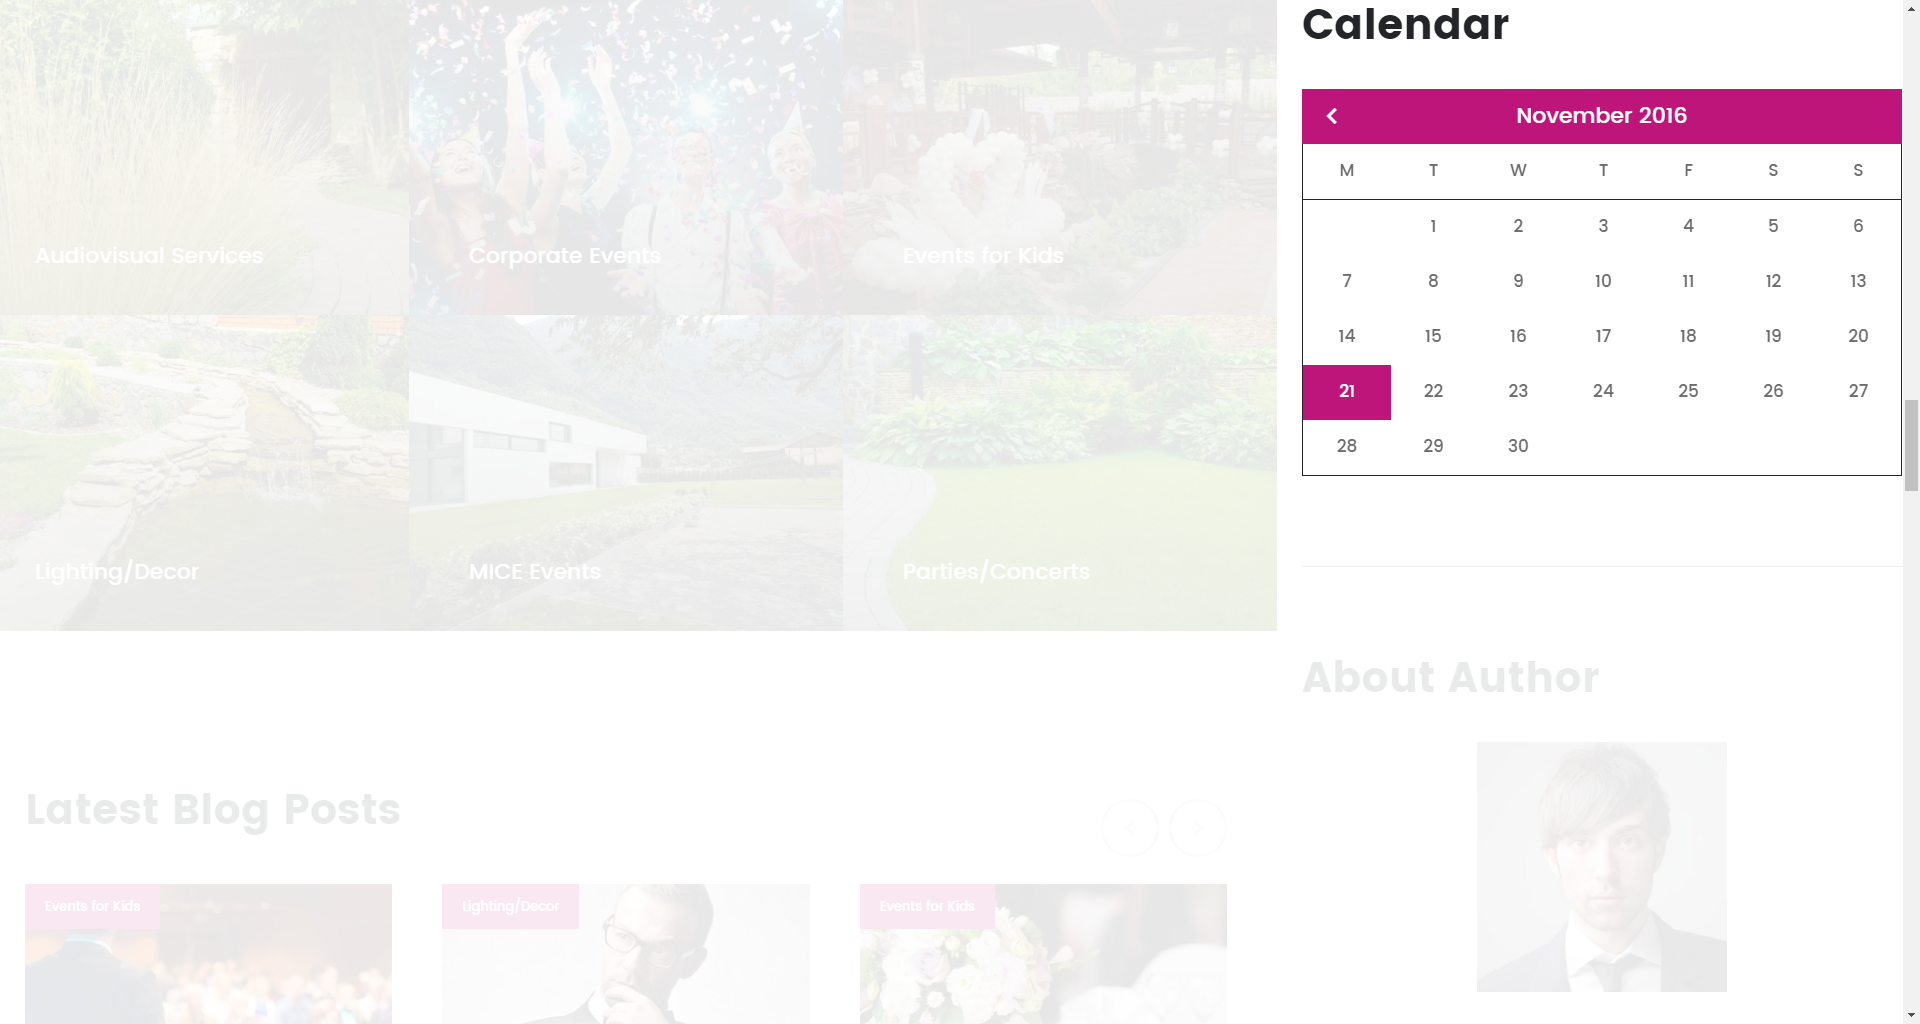 Calendar
November 2016
M T W T F S S
1 2 3 4 5 6
7 8 9 10 11 12 13
14 15 16 17 18 19 20
21 22 23 24 25 26 27
28 29 30
Audiovisual Services
Corporate Events
Events for Kids
Lighting/Decor
MICE Events
Parties/Concerts
About Author
Latest Blog Posts
Events for Kids
Lighting/Decor
Events for Kids